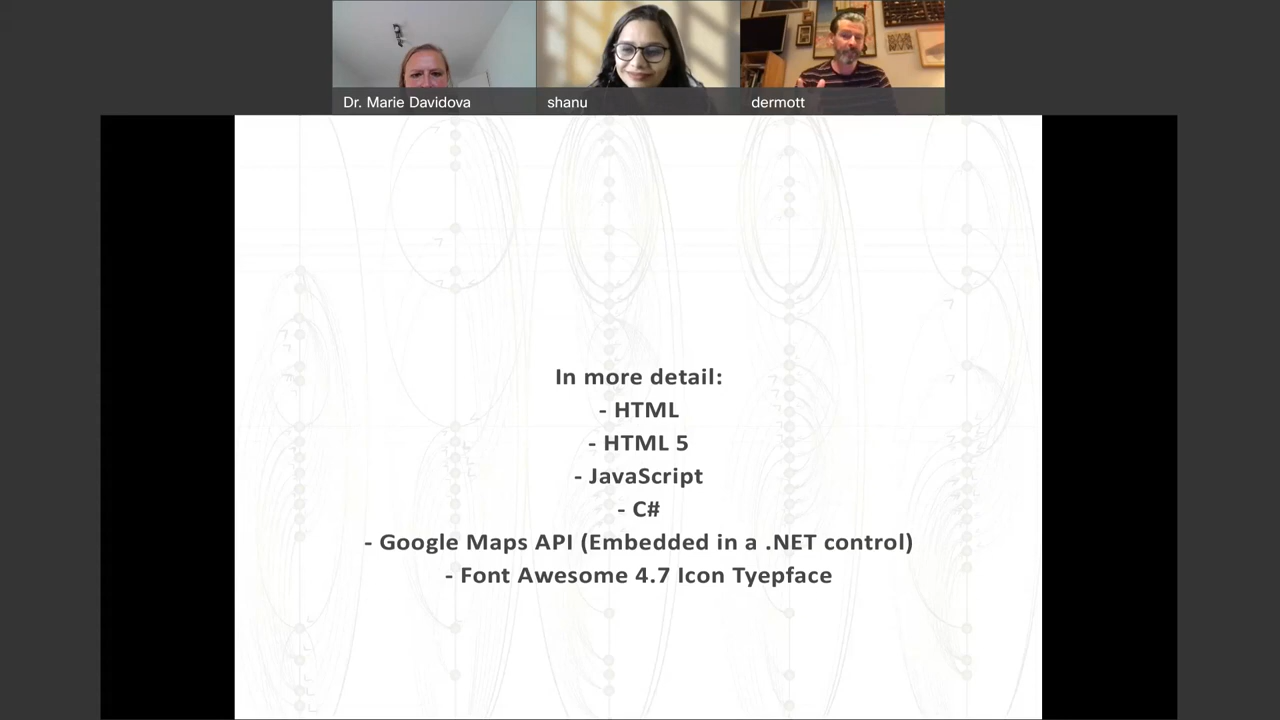 Dr. Marie Davidova
shanu
dermott
In more detail:
- HTML
- HTML 5
- JavaScript
- C#
- Google Maps API (Embedded in a .NET control)
- Font Awesome 4.7 Icon Tyepface